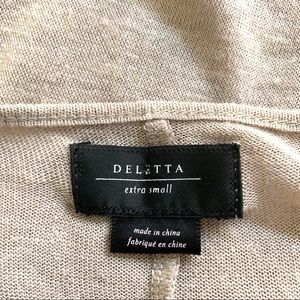 DELETTA
extra small
made in china
fabriqué en chine